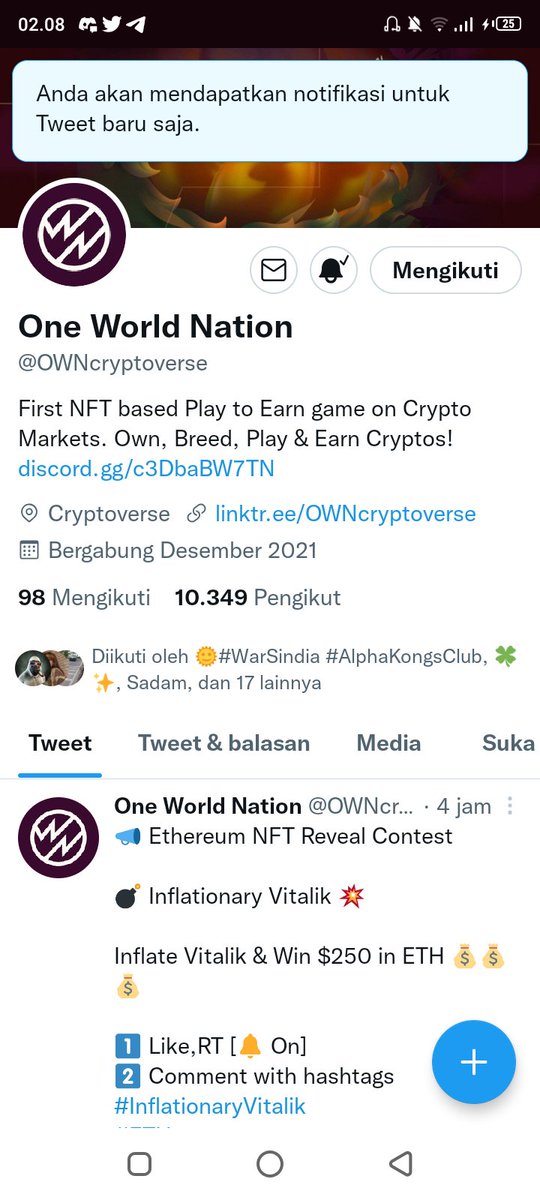 02.08
25
Anda akan mendapatkan notifikasi untuk
Tweet baru saja.
Mengikuti
One World Nation
@OWNcryptoverse
First NFT based Play to Earn game on Crypto
Markets. Own, Breed, Play & Earn Cryptos!
discord.gg/c3DbaBW7TN
Cryptoverse linktr.ee/OWNcryptoverse
Bergabung Desember 2021
98 Mengikuti 10.349 Pengikut
Diikuti oleh 🌞#WarSindia #AlphaKongsClub, 🍀
✨, Sadam, dan 17 lainnya
Tweet Tweet & balasan Media Suka
One World Nation @OWNcr... · 4 jam
📣 Ethereum NFT Reveal Contest
💣 Inflationary Vitalik 💥
Inflate Vitalik & Win $250 in ETH 💰💰
💰
1️⃣ Like,RT [🔔 On]
2️⃣ Comment with hashtags
#InflationaryVitalik